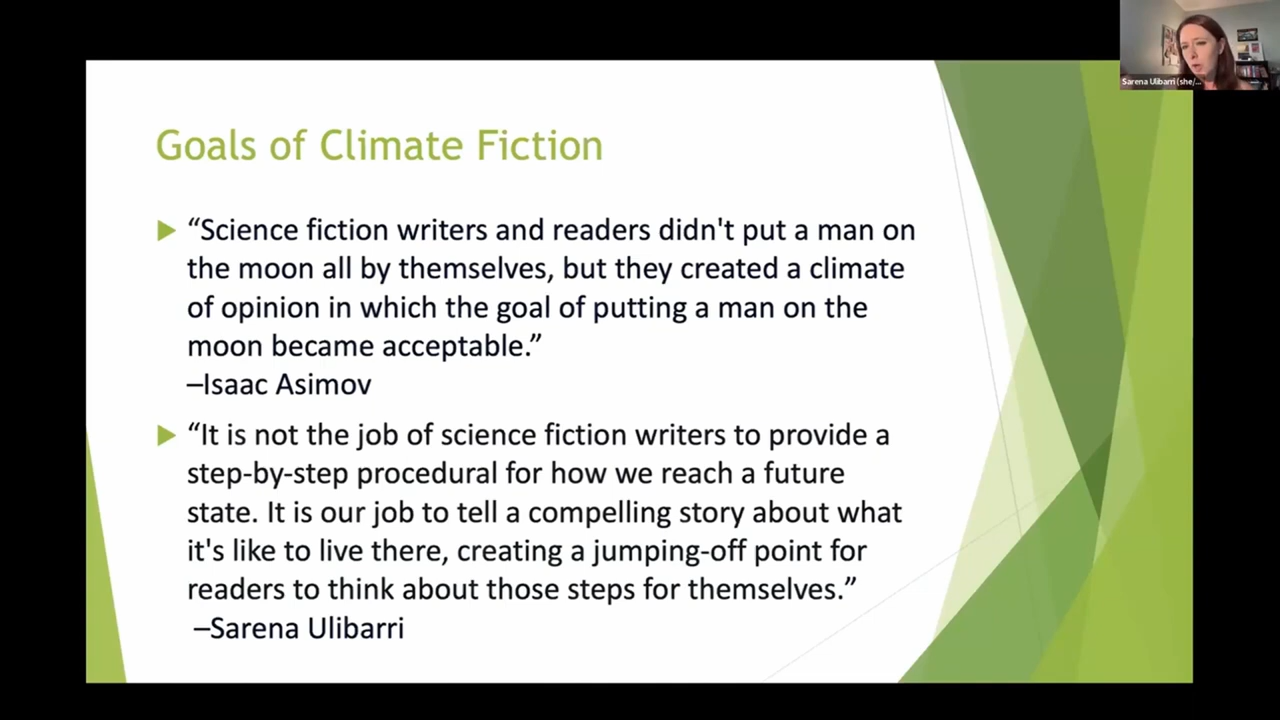 Sarena Ulibarri (she/...
Goals of Climate Fiction
“Science fiction writers and readers didn't put a man on
the moon all by themselves, but they created a climate
of opinion in which the goal of putting a man on the
moon became acceptable.”
–Isaac Asimov
“It is not the job of science fiction writers to provide a
step-by-step procedural for how we reach a future
state. It is our job to tell a compelling story about what
it's like to live there, creating a jumping-off point for
readers to think about those steps for themselves.”
–Sarena Ulibarri